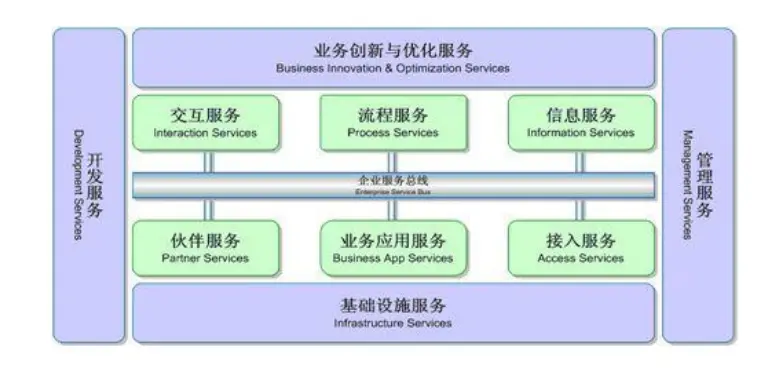 业务创新与优化服务
Business Innovation & Optimization Services
开发服务
Development Services
交互服务
Interaction Services
流程服务
Process Services
信息服务
Information Services
管理服务
Management Services
企业服务总线
Enterprise Service Bus
伙伴服务
Partner Services
业务应用服务
Business App Services
接入服务
Access Services
基础设施服务
Infrastructure Services